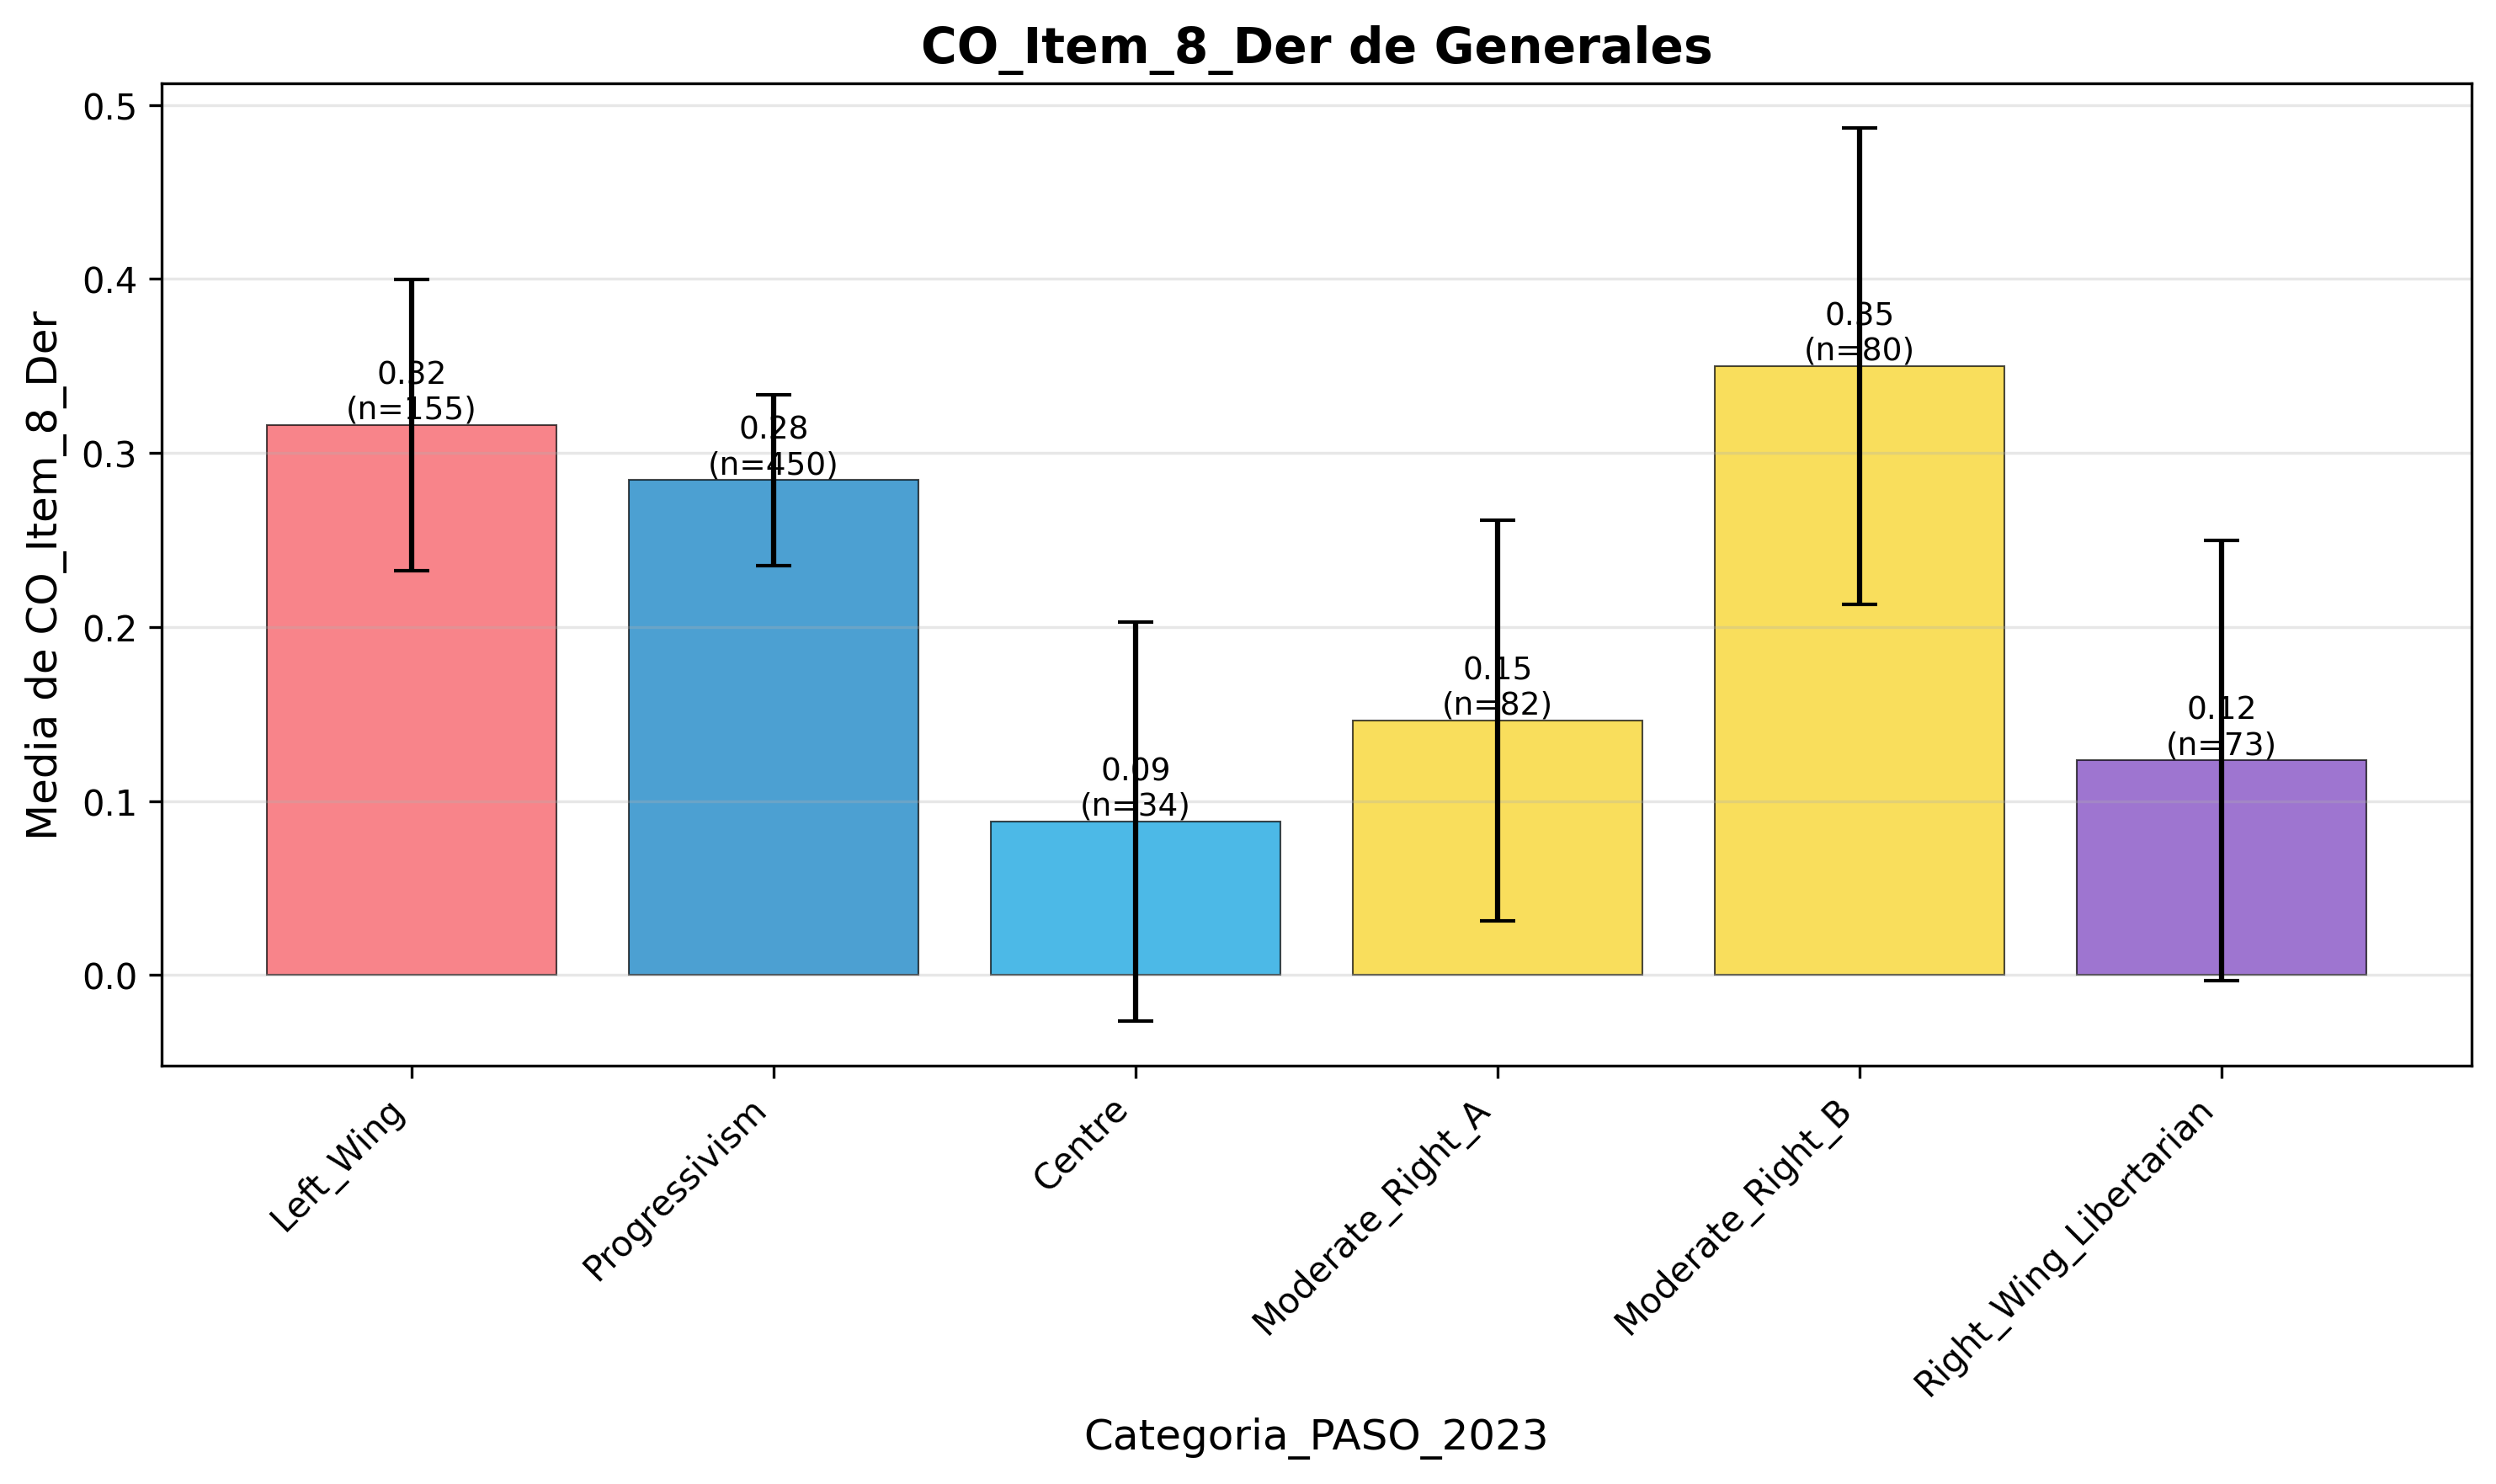 CO_Item_8_Der de Generales
Media de CO_Item_8_Der
0.5
0.4
0.3
0.2
0.1
0.0
0.32
(n=155)
0.28
(n=450)
0.09
(n=34)
0.15
(n=82)
0.35
(n=80)
0.12
(n=73)
Left_Wing
Progressivism
Centre
Moderate_Right_A
Moderate_Right_B
Right_Wing_Libertarian
Categoria_PASO_2023